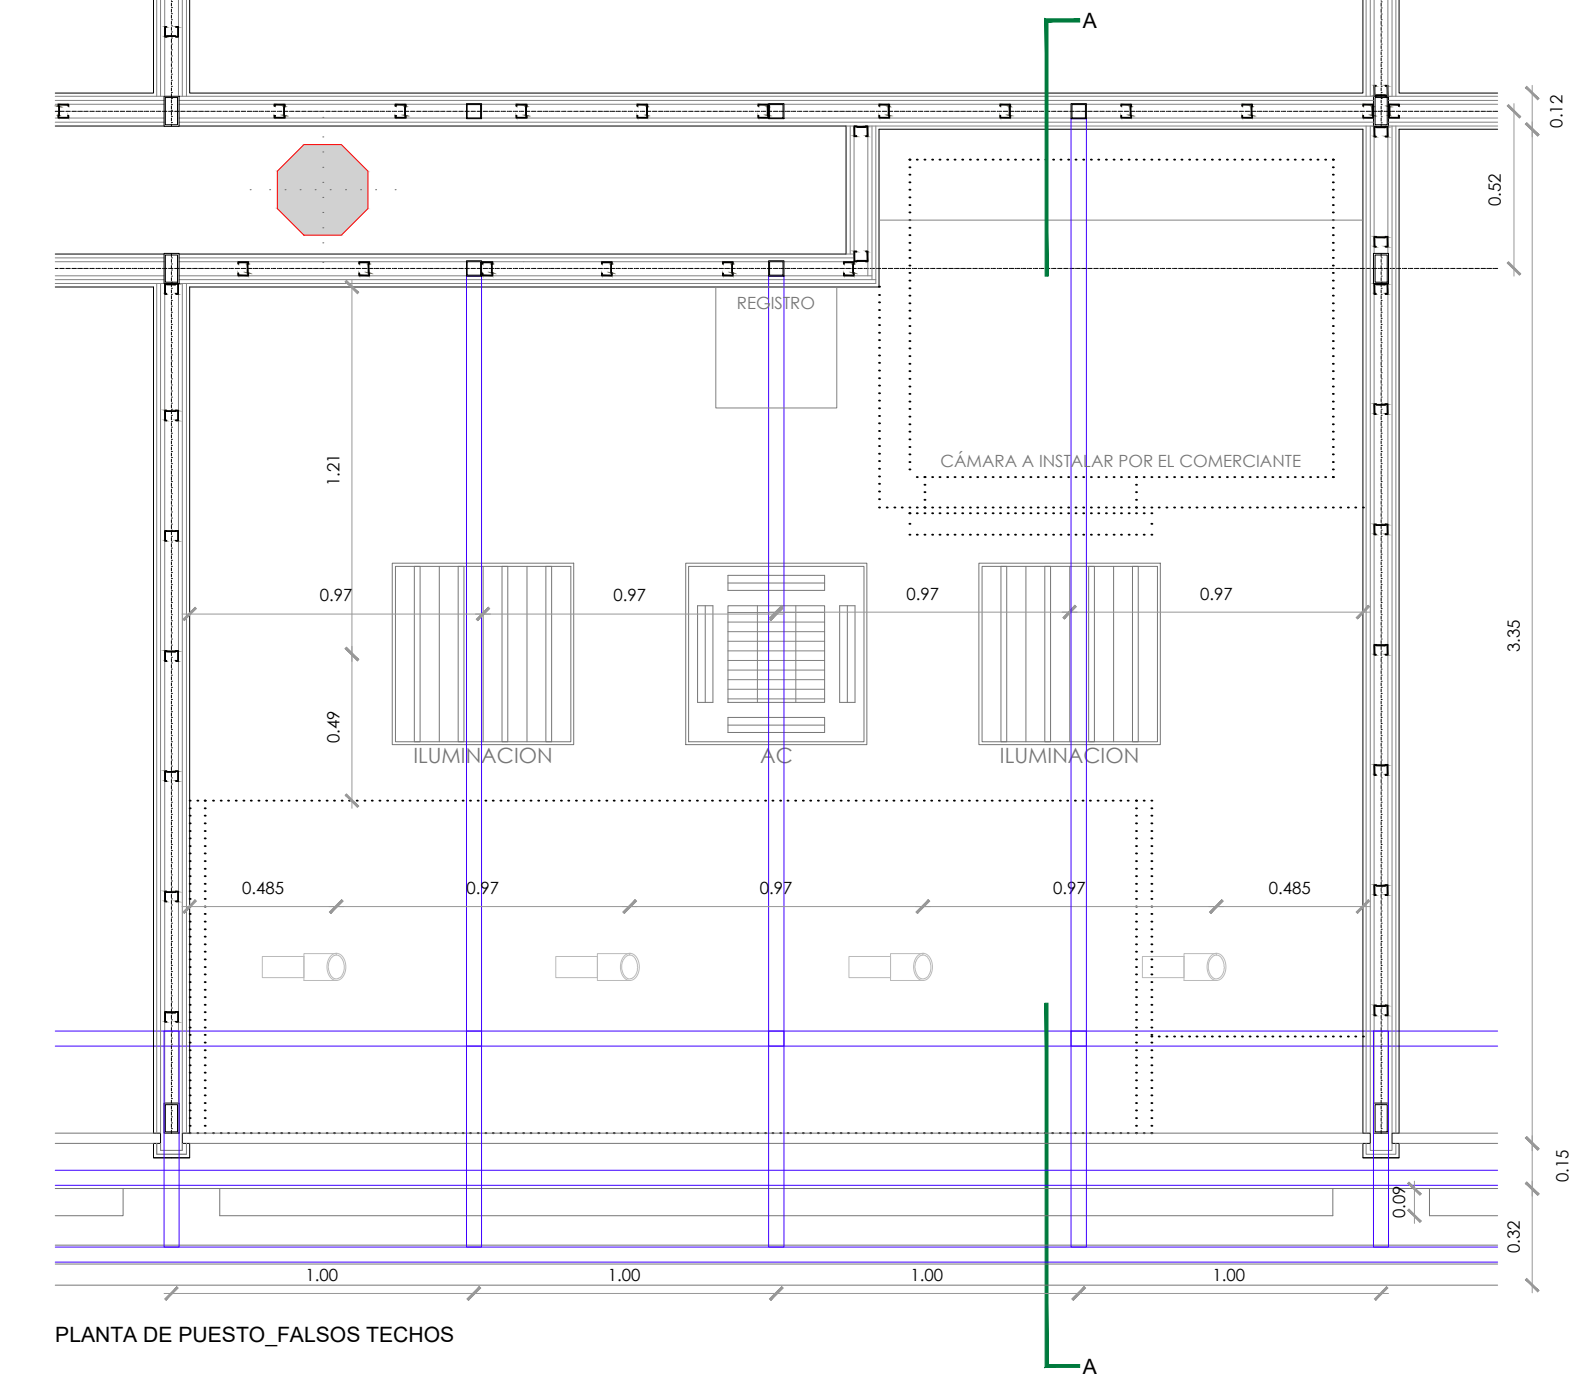 A
0.12
0.52
REGISTRO
1.21
CÁMARA A INSTALAR POR EL COMERCIANTE
0.97
0.97
0.97
0.97
3.35
0.49
ILUMINACION
AC
ILUMINACION
0.485
0.97
0.97
0.97
0.485
0.15
0.09
0.32
1.00
1.00
1.00
1.00
PLANTA DE PUESTO_FALSOS TECHOS
A